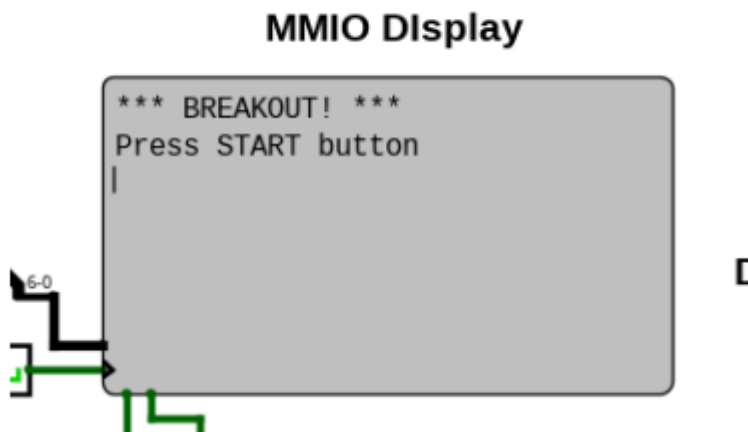 MMIO DIsplay
*** BREAKOUT! ***
Press START button
6-0